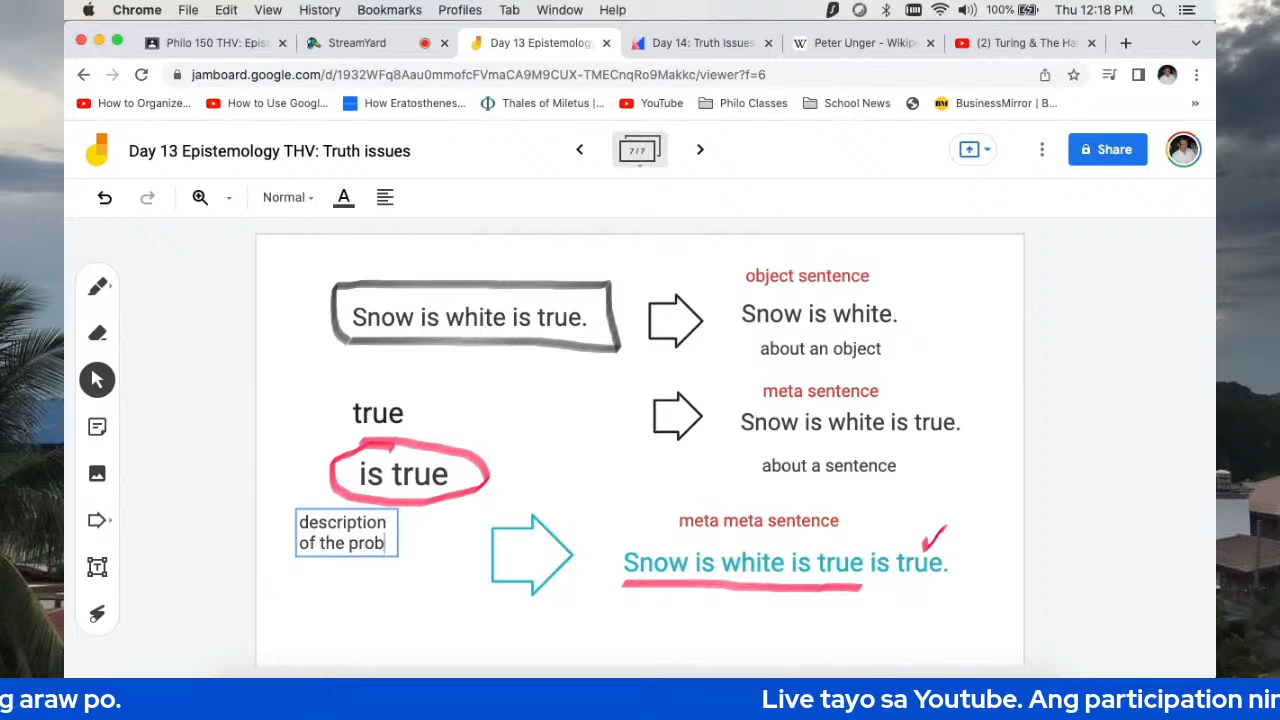 Chrome File Edit View History Bookmarks Profiles Tab Window Help 100% Thu 12:18 PM
Philo 150 THV: Epis StreamYard Day 13 Epistemology Day 14: Truth Issues Peter Unger - Wikip (2) Turing & The Ha
jamboard.google.com/d/1932WFq8Aau0mmofcFVmaCA9M9CUX-TMECnqRo9Makkc/viewer?f=6
How to Organize... How to Use Googl... How Eratosthenes... Thales of Miletus |... YouTube Philo Classes School News BM BusinessMirror | B... »
Day 13 Epistemology THV: Truth issues 7/7 Share
Normal A
object sentence
Snow is white is true. Snow is white.
about an object
meta sentence
true Snow is white is true.
is true about a sentence
description meta meta sentence
of the prob
Snow is white is true is true.
g araw po. Live tayo sa Youtube. Ang participation nin